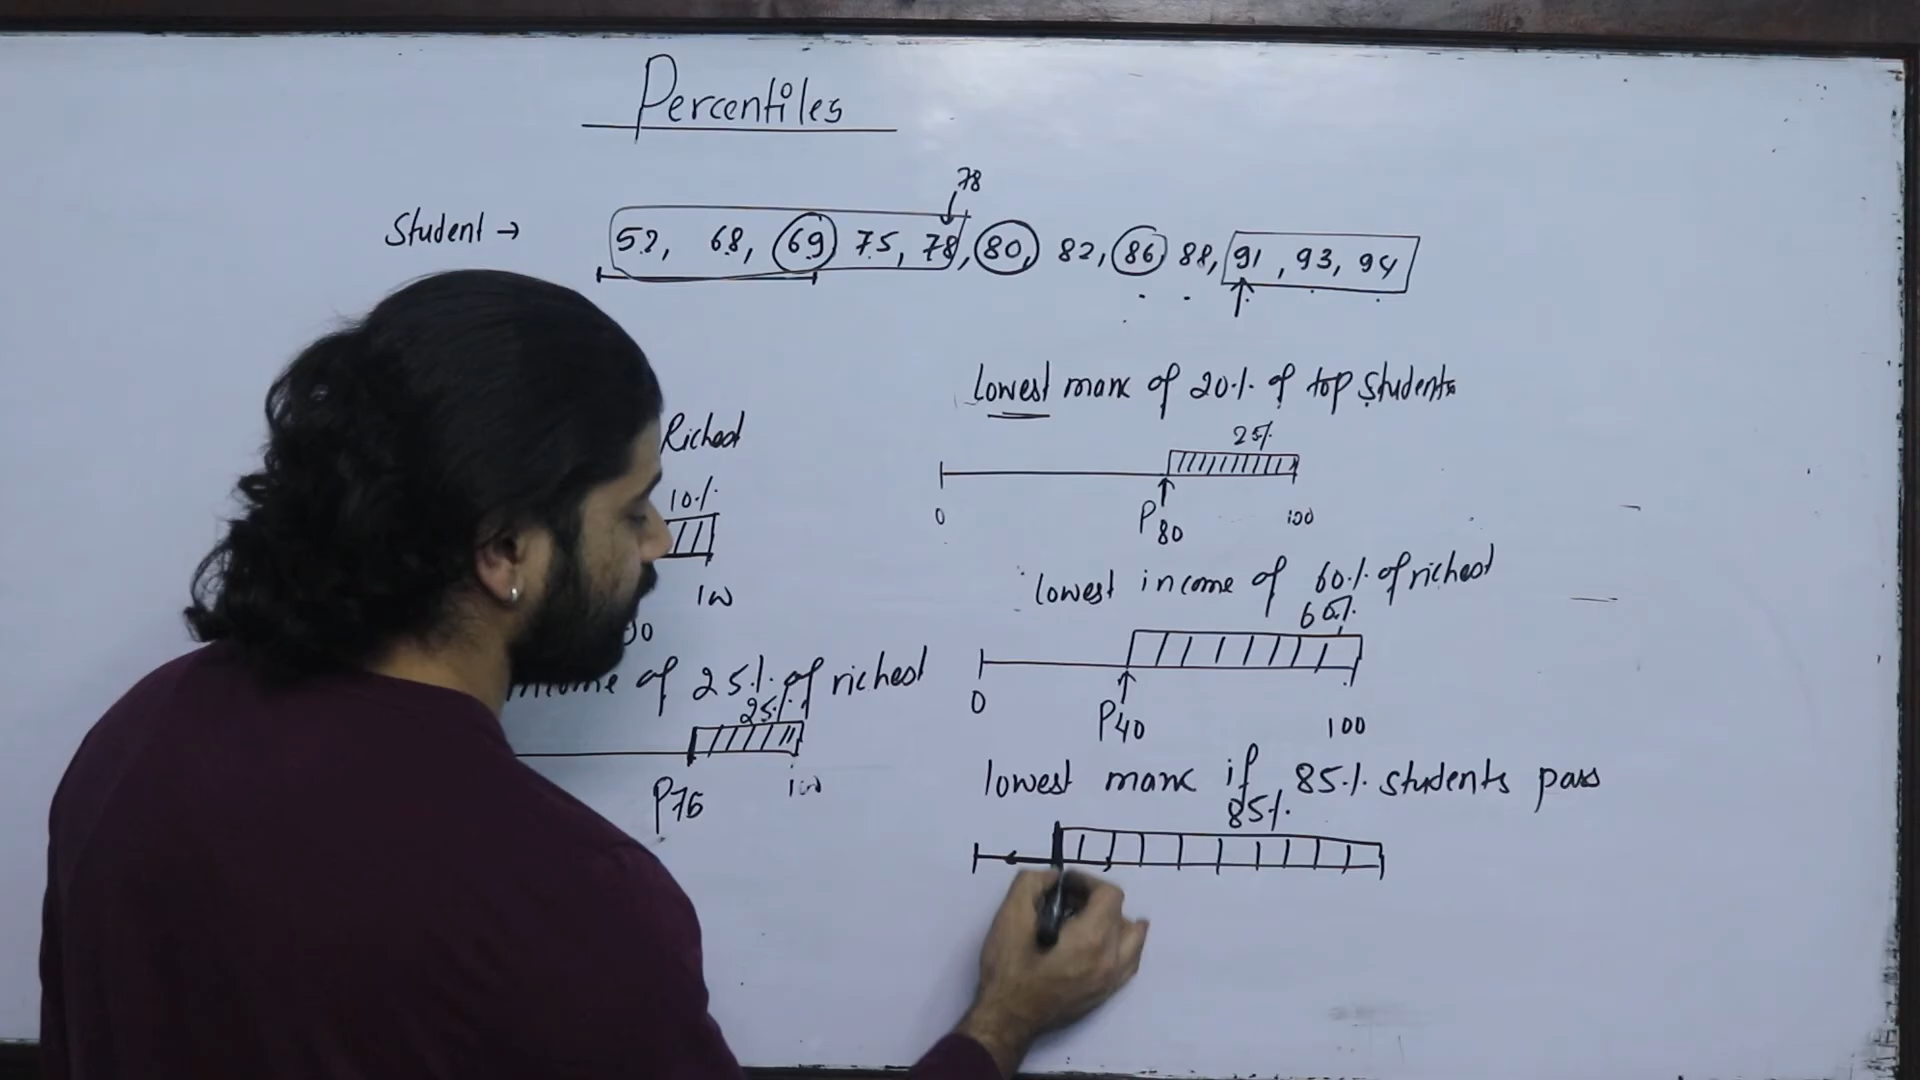 Percentiles
78
Student → 52, 68, 69 75, 78, 80, 82, 86 88, 91, 93, 94
lowest mark of 20% of top students
25%
0 P80 100
Richest
10%
100
lowest income of 60% of richest
60%
0 P40 100
income of 25% of richest
25%
P75 100
lowest mark if 85% students pass
85%